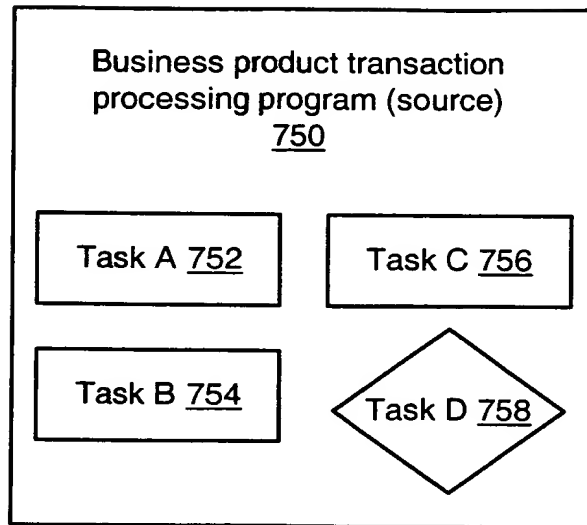 Business product transaction
processing program (source)
750
Task A 752
Task C 756
Task B 754
Task D 758